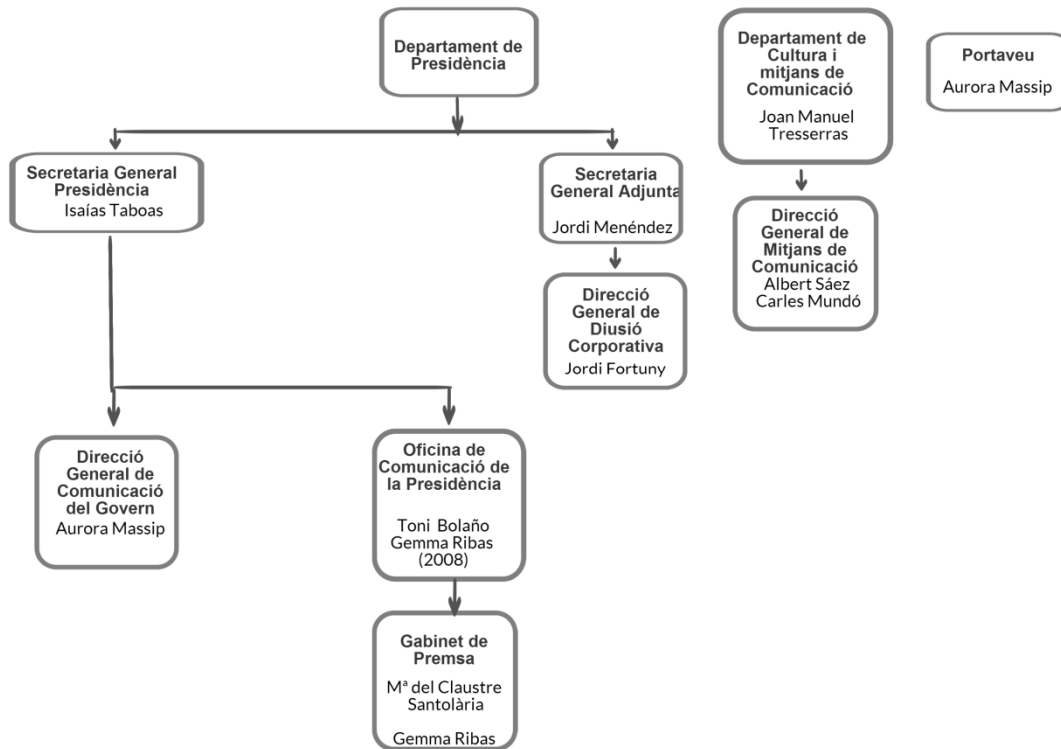 Departament de
Presidència
Departament de
Cultura i
mitjans de
Comunicació
Joan Manuel
Tresserras
Portaveu
Aurora Massip
Secretaria General
Presidència
Isaías Taboas
Secretaria
General Adjunta
Jordi Menéndez
Direcció
General de
Mitjans de
Comunicació
Albert Sáez
Carles Mundó
Direcció
General de
Diusió
Corporativa
Jordi Fortuny
Direcció
General de
Comunicació
del Govern
Aurora Massip
Oficina de
Comunicació de
la Presidència
Toni Bolaño
Gemma Ribas
(2008)
Gabinet de
Premsa
Mª del Claustre
Santolària
Gemma Ribas